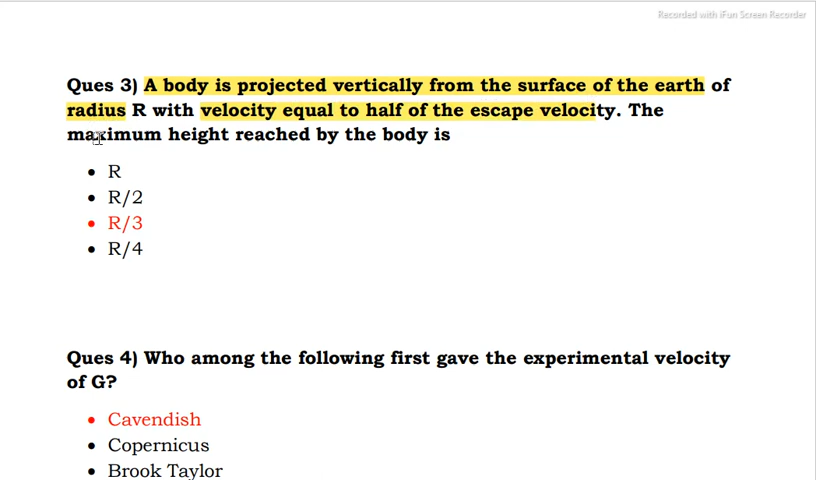 Recorded with iFun Screen Recorder
Ques 3) A body is projected vertically from the surface of the earth of
radius R with velocity equal to half of the escape velocity. The
maximum height reached by the body is
• R
• R/2
• R/3
• R/4
Ques 4) Who among the following first gave the experimental velocity
of G?
• Cavendish
• Copernicus
• Brook Taylor